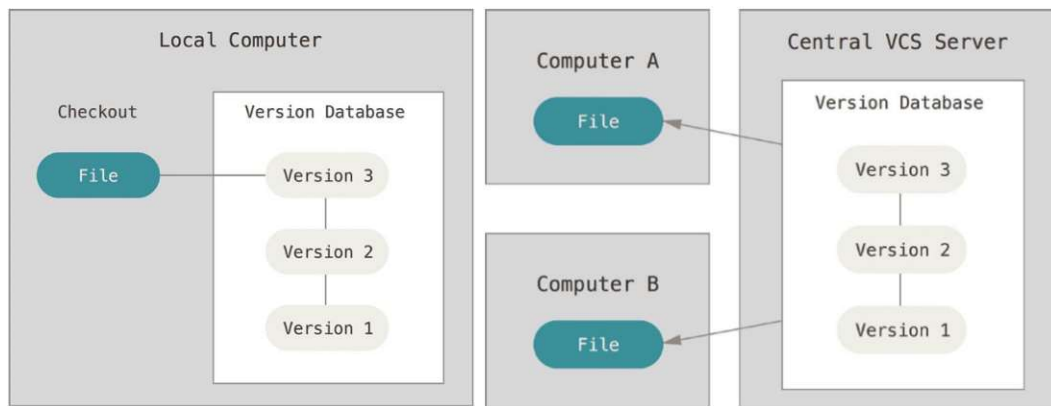 Local Computer
Checkout
Version Database
File
Version 3
Version 2
Version 1
Computer A
File
Computer B
File
Central VCS Server
Version Database
Version 3
Version 2
Version 1